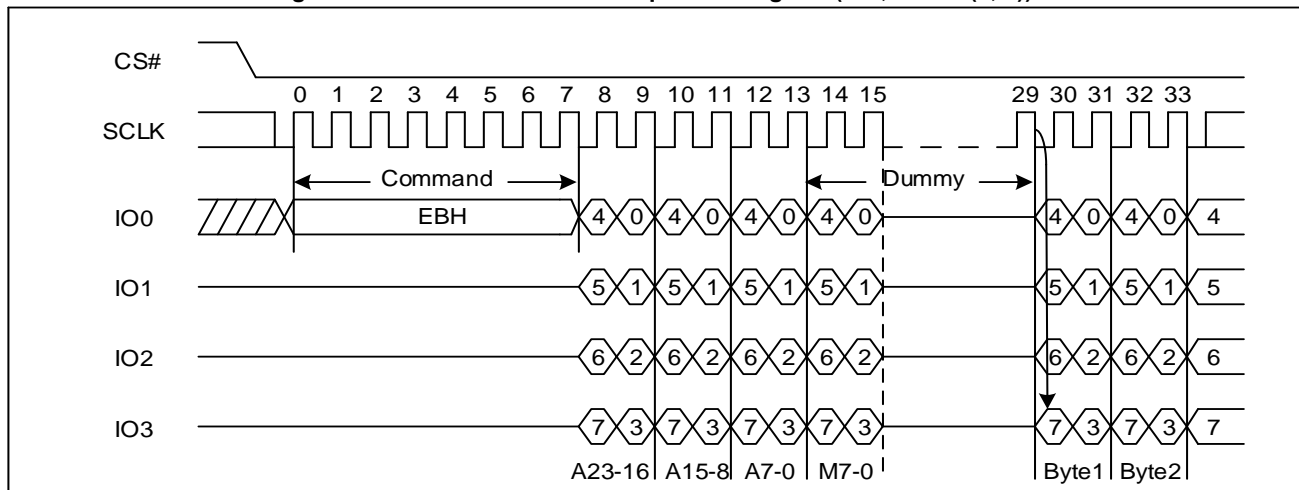 CS#
0 1 2 3 4 5 6 7 8 9 10 11 12 13 14 15 29 30 31 32 33
SCLK
Command Dummy
IO0 EBH 4 0 4 0 4 0 4 0 4 0 4 0 4
IO1 5 1 5 1 5 1 5 1 5 1 5 1 5
IO2 6 2 6 2 6 2 6 2 6 2 6 2 6
IO3 7 3 7 3 7 3 7 3 7 3 7 3 7
A23-16 A15-8 A7-0 M7-0 Byte1 Byte2